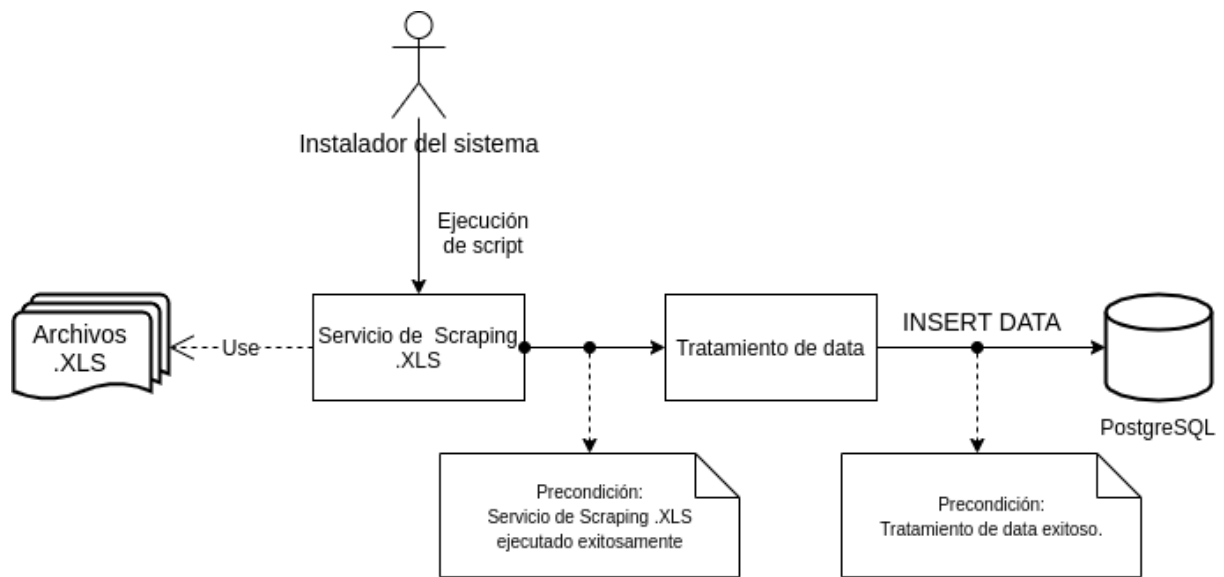 Instalador del sistema
Ejecución
de script
Archivos
.XLS
Use
Servicio de Scraping
.XLS
Tratamiento de data
INSERT DATA
PostgreSQL
Precondición:
Servicio de Scraping .XLS
ejecutado exitosamente
Precondición:
Tratamiento de data exitoso.